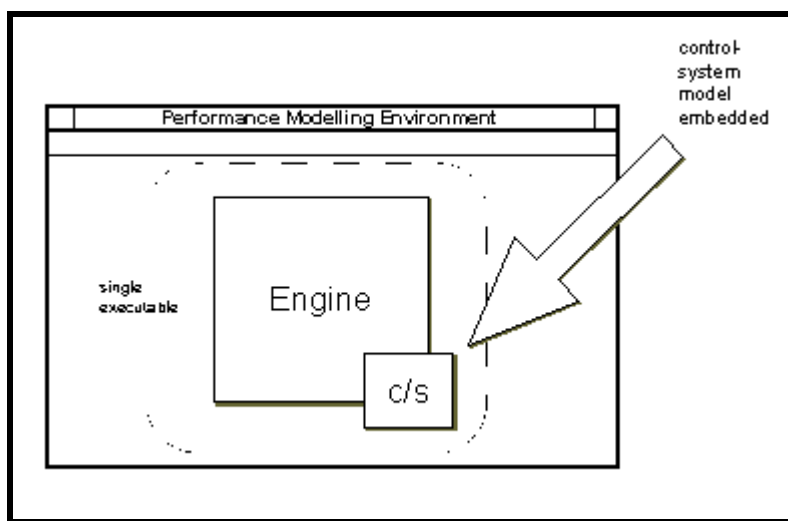 control-
system
model
embedded
Performance Modelling Environment
single
executable
Engine
c/s